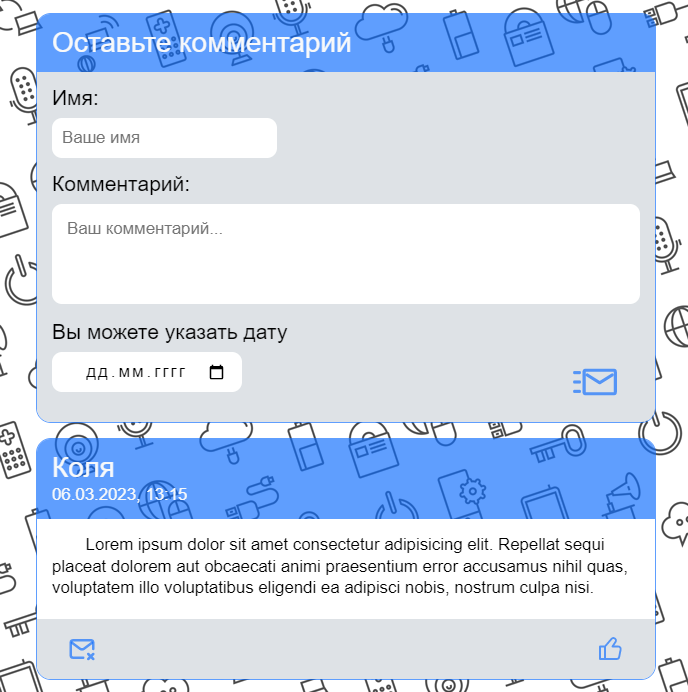 Оставьте комментарий
Имя:
Ваше имя
Комментарий:
Ваш комментарий...
Вы можете указать дату
дд.мм.гггг
Коля
06.03.2023, 13:15
Lorem ipsum dolor sit amet consectetur adipisicing elit. Repellat sequi
placeat dolorem aut obcaecati animi praesentium error accusamus nihil quas,
voluptatem illo voluptatibus eligendi ea adipisci nobis, nostrum culpa nisi.